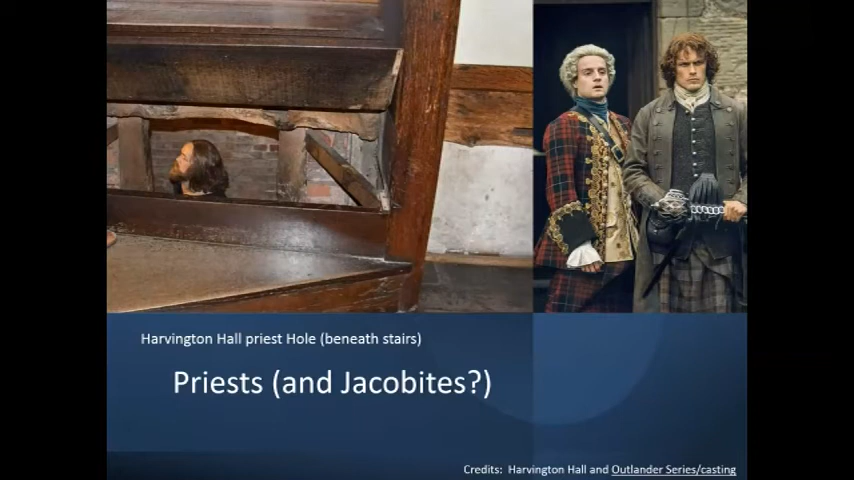 Harvington Hall priest Hole (beneath stairs)
Priests (and Jacobites?)
Credits: Harvington Hall and Outlander Series/casting